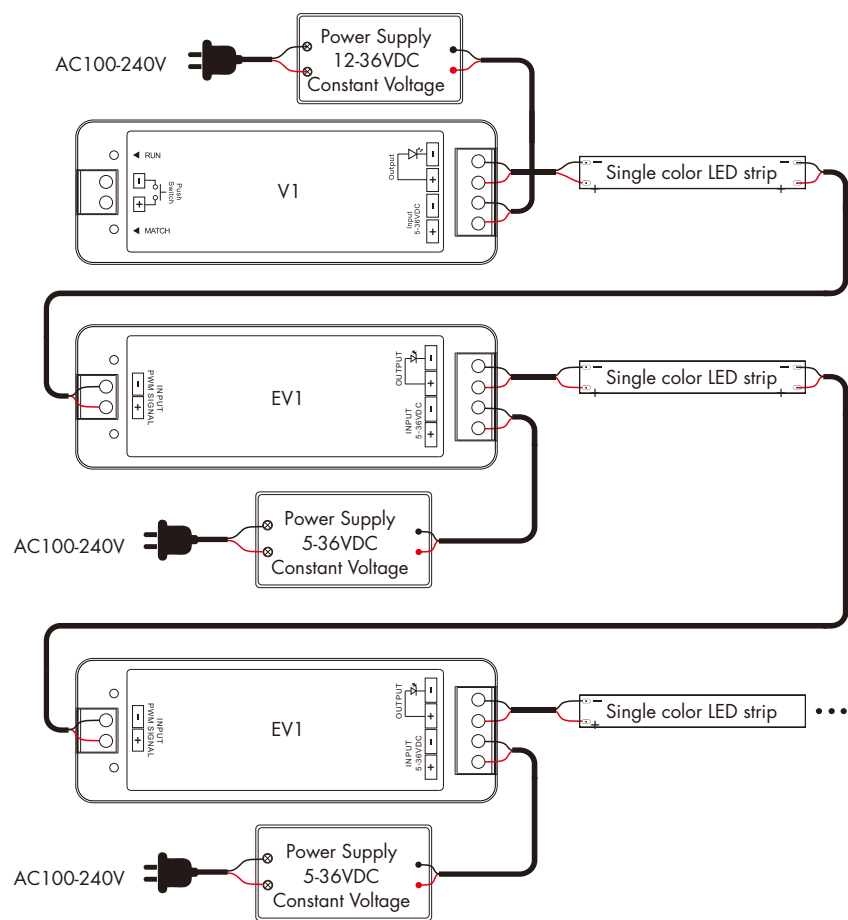 AC100-240V
Power Supply
12-36VDC
Constant Voltage
RUN
Push
Switch
-
+
MATCH
V1
Output
-
+
-
+
Input
5-36VDC
-
Single color LED strip
-
+
+
INPUT
PWM SIGNAL
-
+
EV1
OUTPUT
-
+
INPUT
5-36VDC
-
+
-
Single color LED strip
-
+
+
AC100-240V
Power Supply
5-36VDC
Constant Voltage
INPUT
PWM SIGNAL
-
+
EV1
OUTPUT
-
+
INPUT
5-36VDC
-
+
-
Single color LED strip
+
•••
AC100-240V
Power Supply
5-36VDC
Constant Voltage